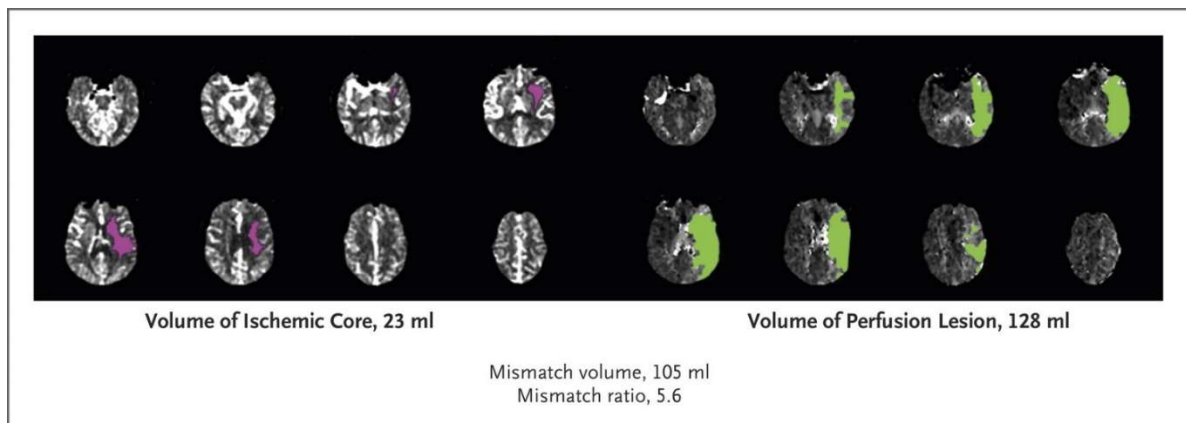 Volume of Ischemic Core, 23 ml
Volume of Perfusion Lesion, 128 ml
Mismatch volume, 105 ml
Mismatch ratio, 5.6